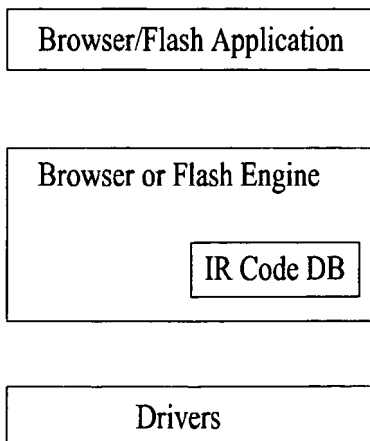 Browser/Flash Application
Browser or Flash Engine
IR Code DB
Drivers